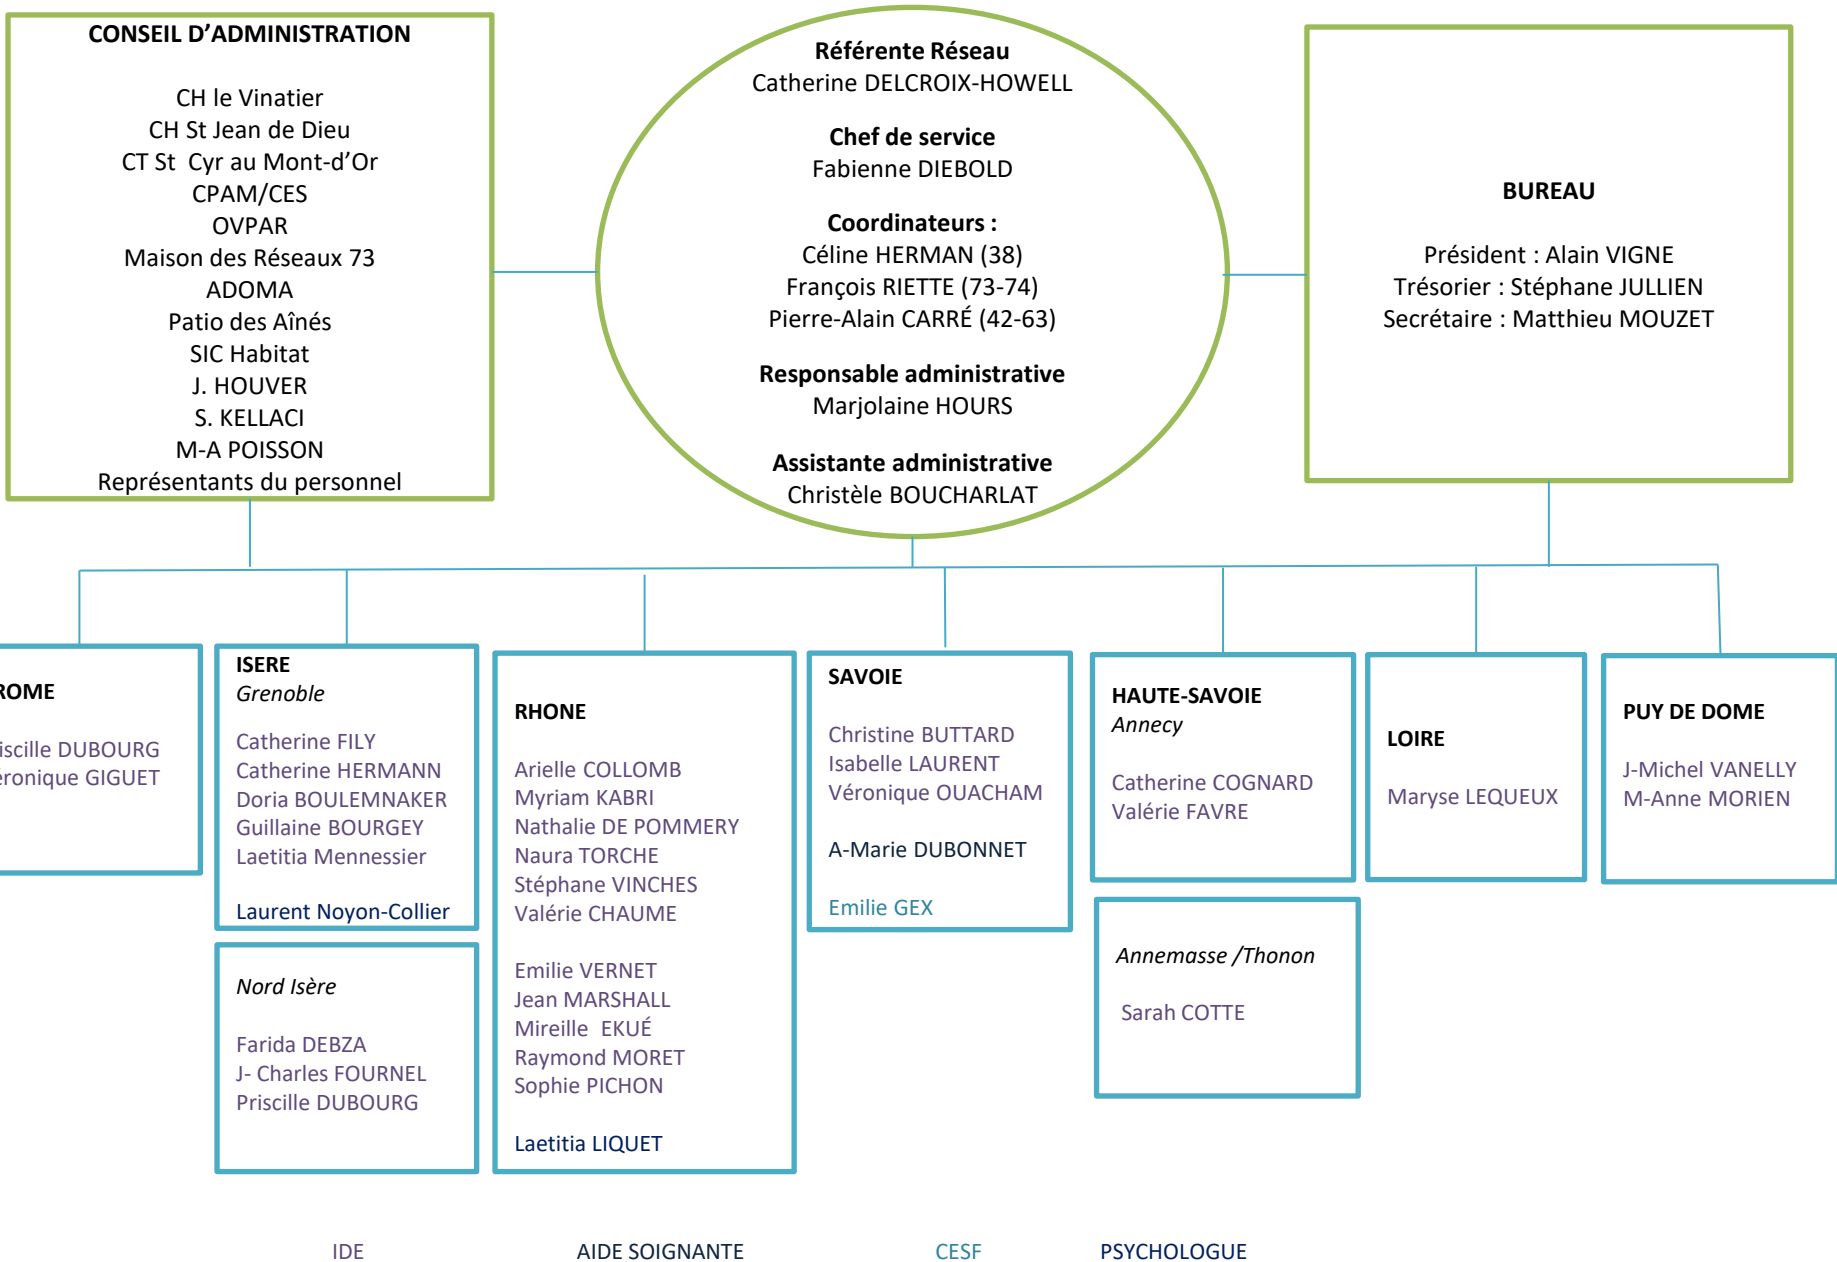 CONSEIL D'ADMINISTRATION
CH le Vinatier
CH St Jean de Dieu
CT St Cyr au Mont-d'Or
CPAM/CES
OVPAR
Maison des Réseaux 73
ADOMA
Patio des Aînés
SIC Habitat
J. HOUVER
S. KELLACI
M-A POISSON
Représentants du personnel
Référente Réseau
Catherine DELCROIX-HOWELL
Chef de service
Fabienne DIEBOLD
Coordinateurs :
Céline HERMAN (38)
François RIETTE (73-74)
Pierre-Alain CARRÉ (42-63)
Responsable administrative
Marjolaine HOURS
Assistante administrative
Christèle BOUCHARLAT
BUREAU
Président : Alain VIGNE
Trésorier : Stéphane JULLIEN
Secrétaire : Matthieu MOUZET
ROME
iscille DUBOURG
éronique GIGUET
ISERE
Grenoble
Catherine FILY
Catherine HERMANN
Doria BOULEMNAKER
Guillaine BOURGEY
Laetitia Mennessier
Laurent Noyon-Collier
Nord Isère
Farida DEBZA
J- Charles FOURNEL
Priscille DUBOURG
RHONE
Arielle COLLOMB
Myriam KABRI
Nathalie DE POMMERY
Naura TORCHE
Stéphane VINCHES
Valérie CHAUME
Emilie VERNET
Jean MARSHALL
Mireille EKUÉ
Raymond MORET
Sophie PICHON
Laetitia LIQUET
SAVOIE
Christine BUTTARD
Isabelle LAURENT
Véronique OUACHAM
A-Marie DUBONNET
Emilie GEX
HAUTE-SAVOIE
Annecy
Catherine COGNARD
Valérie FAVRE
Annemasse /Thonon
Sarah COTTE
LOIRE
Maryse LEQUEUX
PUY DE DOME
J-Michel VANELLY
M-Anne MORIEN
IDE
AIDE SOIGNANTE
CESF
PSYCHOLOGUE